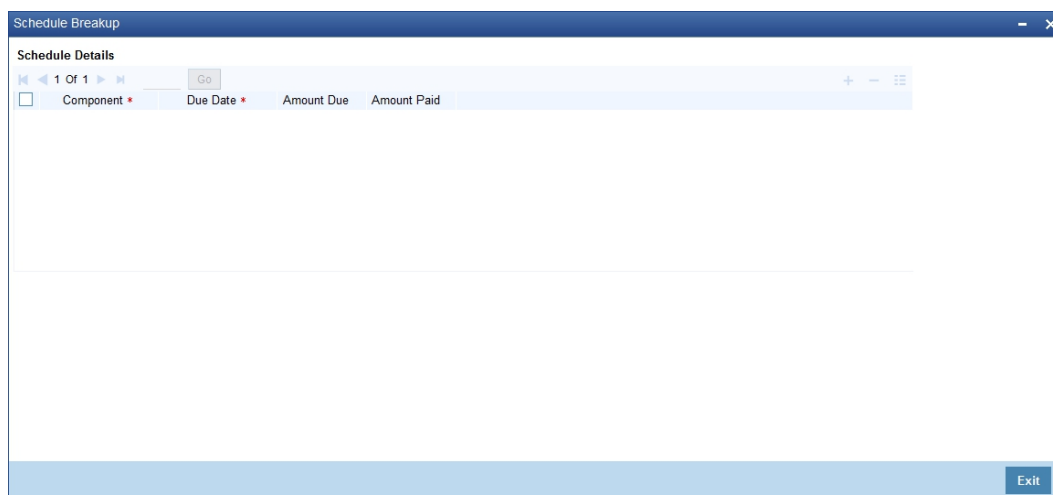 Schedule Breakup
Schedule Details
1 Of 1 Go
Component * Due Date * Amount Due Amount Paid
Exit